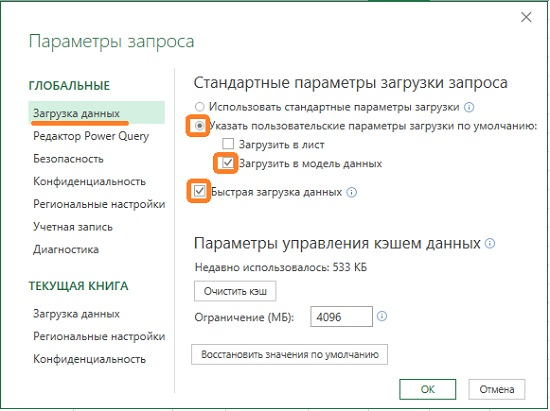 Параметры запроса
ГЛОБАЛЬНЫЕ
Загрузка данных
Редактор Power Query
Безопасность
Конфиденциальность
Региональные настройки
Учетная запись
Диагностика
ТЕКУЩАЯ КНИГА
Загрузка данных
Региональные настройки
Конфиденциальность
Стандартные параметры загрузки запроса
Использовать стандартные параметры загрузки
Указать пользовательские параметры загрузки по умолчанию:
Загрузить в лист
Загрузить в модель данных
Быстрая загрузка данных
Параметры управления кэшем данных
Недавно использовалось: 533 КБ
Очистить кэш
Ограничение (МБ): 4096
Восстановить значения по умолчанию
ОК Отмена